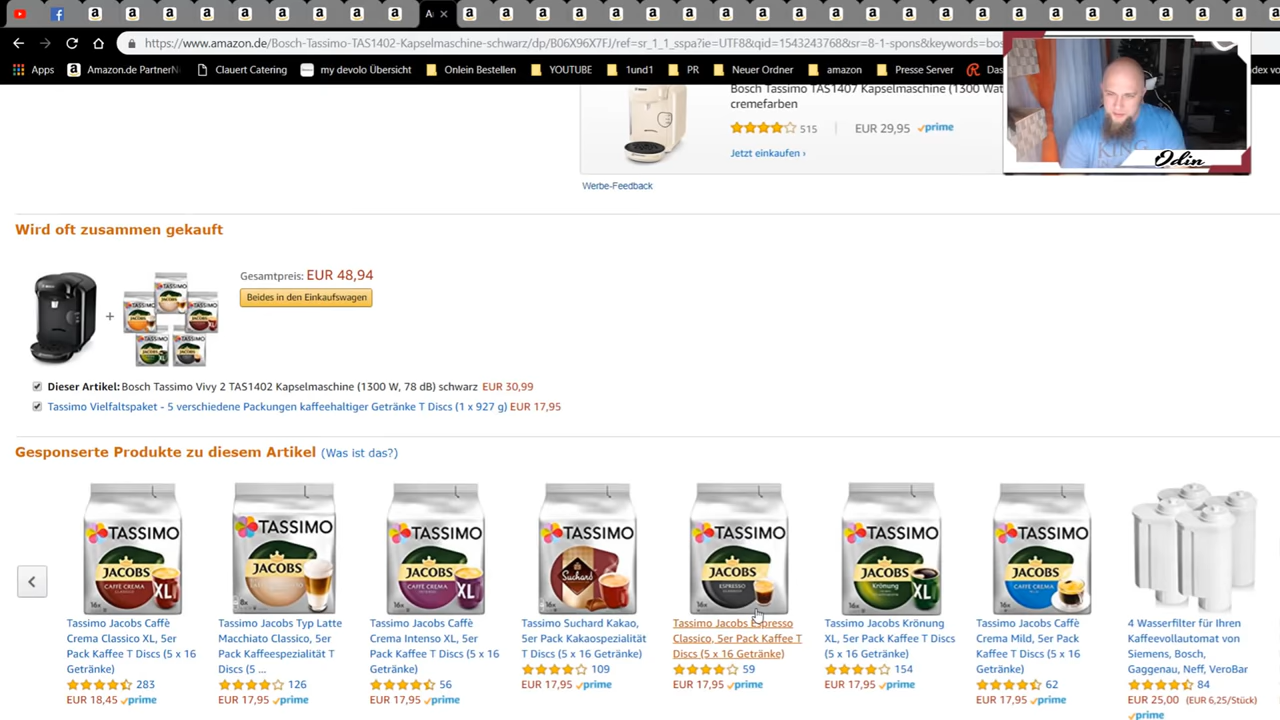 https://www.amazon.de/Bosch-Tassimo-TAS1402-Kapselmaschine-schwarz/dp/B06X96X7FJ/ref=sr_1_1_sspa?ie=UTF8&qid=1543243768&sr=8-1-spons&keywords=bos
Apps
Amazon.de PartnerN
Clauert Catering
my devolo Übersicht
Onlein Bestellen
YOUTUBE
1und1
PR
Neuer Ordner
amazon
Presse Server
Das
ndex vo
Bosch Tassimo TAS1407 Kapselmaschine (1300 Wat
cremefarben
515
EUR 29,95
prime
Jetzt einkaufen ›
Werbe-Feedback
KING
Odin
Wird oft zusammen gekauft
Gesamtpreis: EUR 48,94
+
Beides in den Einkaufswagen
Dieser Artikel: Bosch Tassimo Vivy 2 TAS1402 Kapselmaschine (1300 W, 78 dB) schwarz EUR 30,99
Tassimo Vielfaltspaket - 5 verschiedene Packungen kaffeehaltiger Getränke T Discs (1 x 927 g) EUR 17,95
Gesponserte Produkte zu diesem Artikel (Was ist das?)
TASSIMO
JACOBS
CAFFÈ CREMA
XL
Tassimo Jacobs Caffè
Crema Classico XL, 5er
Pack Kaffee T Discs (5 x
16 Getränke)
283
EUR 18,45 prime
TASSIMO
JACOBS
Tassimo Jacobs Typ Latte
Macchiato Classico, 5er
Pack Kaffeespezialität T
Discs (5 ...
126
EUR 17,95 prime
TASSIMO
JACOBS
CAFFÈ CREMA
XL
Tassimo Jacobs Caffè
Crema Intenso XL, 5er
Pack Kaffee T Discs (5 x
16 Getränke)
56
EUR 17,95 prime
TASSIMO
Suchard
Tassimo Suchard Kakao,
5er Pack Kakaospezialität
T Discs (5 x 16 Getränke)
109
EUR 17,95 prime
TASSIMO
JACOBS
ESPRESSO
Tassimo Jacobs Espresso
Classico, 5er Pack Kaffee T
Discs (5 x 16 Getränke)
59
EUR 17,95 prime
TASSIMO
JACOBS
Krönung
XL
Tassimo Jacobs Krönung
XL, 5er Pack Kaffee T Discs
(5 x 16 Getränke)
154
EUR 17,95 prime
TASSIMO
JACOBS
CAFFÈ CREMA
Tassimo Jacobs Caffè
Crema Mild, 5er Pack
Kaffee T Discs (5 x 16
Getränke)
62
EUR 17,95 prime
4 Wasserfilter für Ihren
Kaffeevollautomat von
Siemens, Bosch,
Gaggenau, Neff, VeroBar
84
EUR 25,00 (EUR 6,25/Stück)
prime